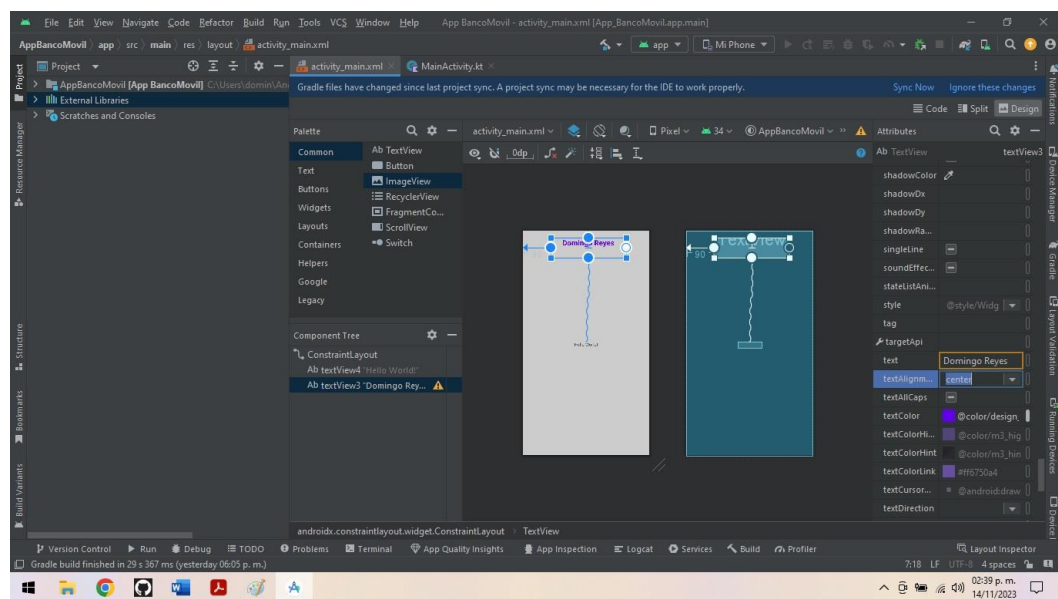 File Edit View Navigate Code Refactor Build Run Tools VCS Window Help App BancoMovil - activity_main.xml [App_BancoMovil.app.main]
AppBancoMovil app src main res layout activity_main.xml app Mi Phone
Project activity_main.xml MainActivity.kt
AppBancoMovil [App BancoMovil] C:\Users\domin\An
External Libraries
Scratches and Consoles
Gradle files have changed since last project sync. A project sync may be necessary for the IDE to work properly. Sync Now Ignore these changes
Code Split Design
Palette activity_main.xml Pixel 34 AppBancoMovil Attributes
Common
Text
Buttons
Widgets
Layouts
Containers
Helpers
Google
Legacy
Ab TextView
Button
ImageView
RecyclerView
FragmentCo...
ScrollView
Switch
0dp
Domingo Reyes
TextView
90
Component Tree
ConstraintLayout
Ab textView4 "Hello World!"
Ab textView3 "Domingo Rey...
Ab TextView textView3
shadowColor
shadowDx
shadowDy
shadowRa...
singleLine
soundEffec...
stateListAni...
style @style/Widg
tag
targetApi
text Domingo Reyes
textAlignm... center
textAllCaps
textColor @color/design_
textColorHi... @color/m3_hig
textColorHint @color/m3_hin
textColorLink #ff6750a4
textCursor... @android:draw
textDirection
androidx.constraintlayout.widget.ConstraintLayout TextView
Project
Resource Manager
Structure
Bookmarks
Build Variants
Notifications
Device Manager
Gradle
Layout Validation
Running Devices
Version Control Run Debug TODO Problems Terminal App Quality Insights App Inspection Logcat Services Build Profiler Layout Inspector
Gradle build finished in 29 s 367 ms (yesterday 06:05 p. m.) 7:18 LF UTF-8 4 spaces
02:39 p. m.
14/11/2023